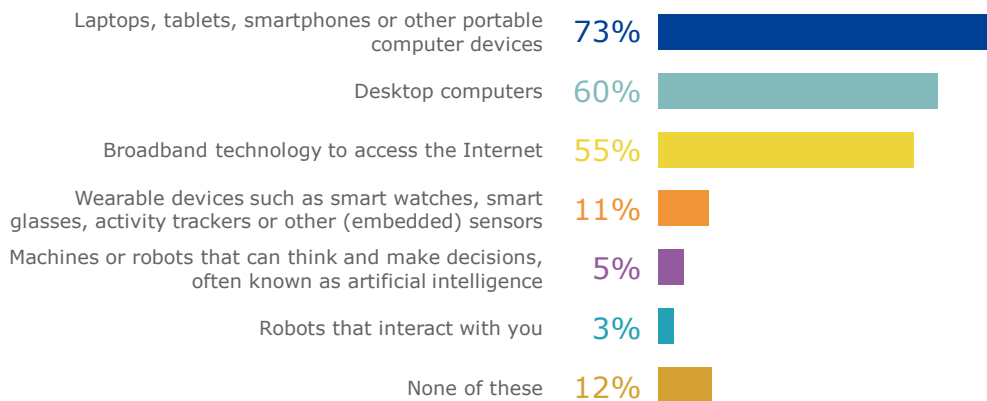 Laptops, tablets, smartphones or other portable
computer devices
73%
Desktop computers
60%
Broadband technology to access the Internet
55%
Wearable devices such as smart watches, smart
glasses, activity trackers or other (embedded) sensors
11%
Machines or robots that can think and make decisions,
often known as artificial intelligence
5%
Robots that interact with you
3%
None of these
12%